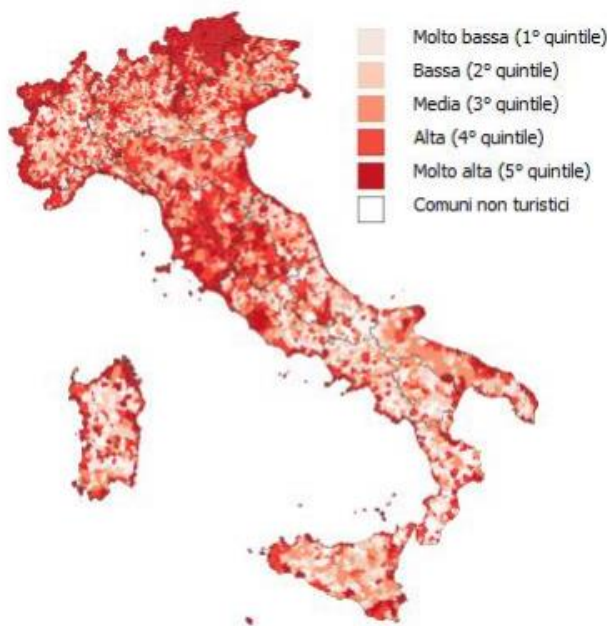 Molto bassa (1° quintile)
Bassa (2° quintile)
Media (3° quintile)
Alta (4° quintile)
Molto alta (5° quintile)
Comuni non turistici